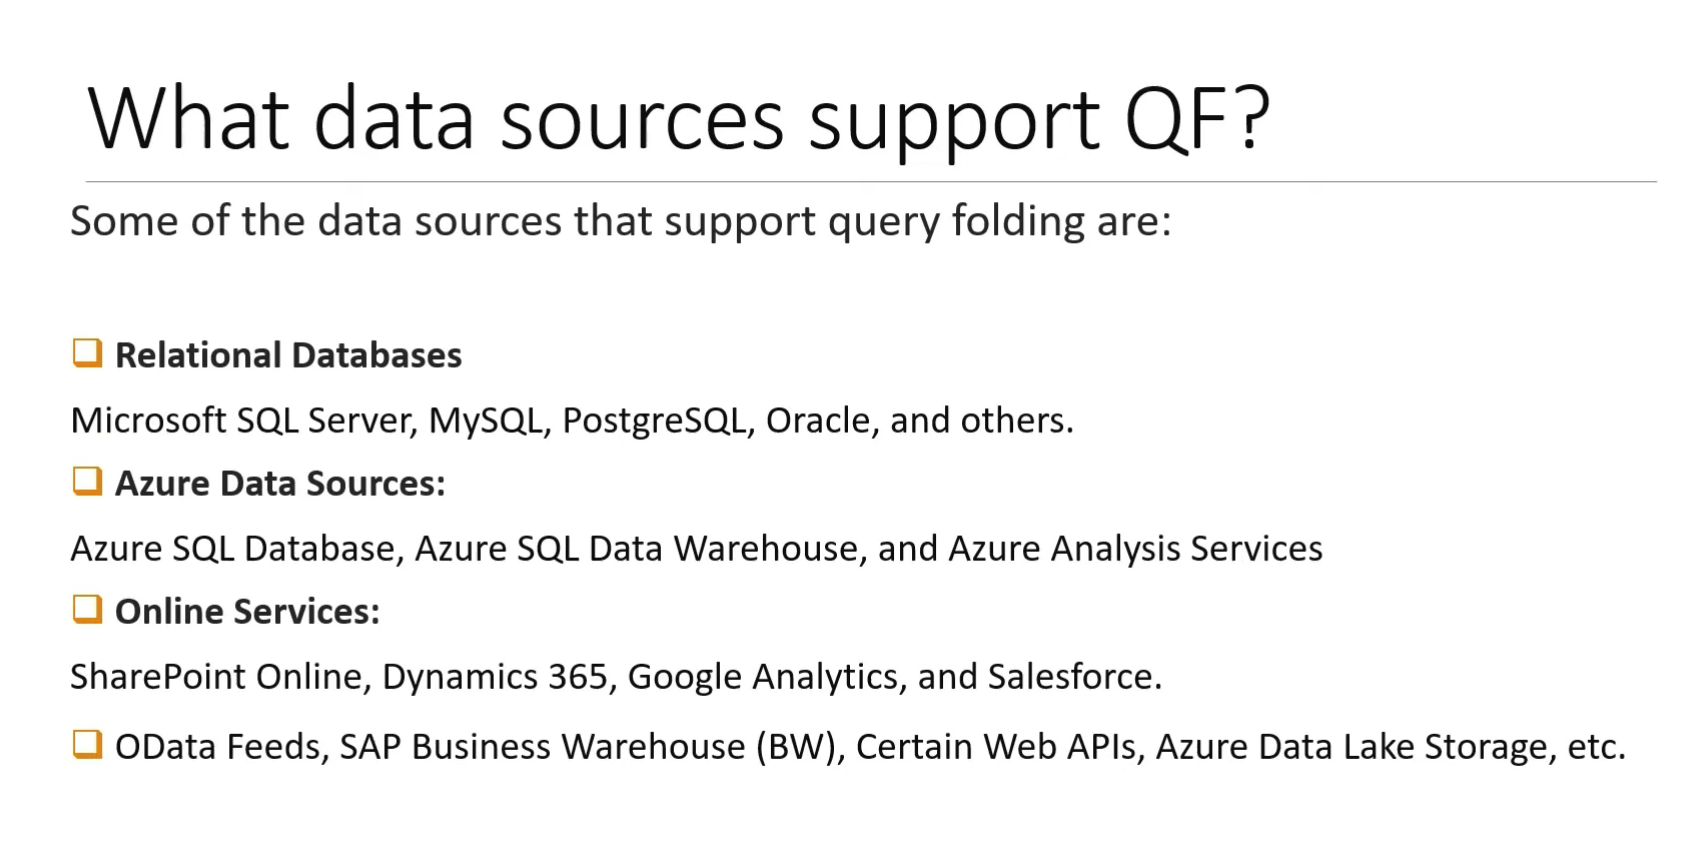 What data sources support QF?
Some of the data sources that support query folding are:
Relational Databases
Microsoft SQL Server, MySQL, PostgreSQL, Oracle, and others.
Azure Data Sources:
Azure SQL Database, Azure SQL Data Warehouse, and Azure Analysis Services
Online Services:
SharePoint Online, Dynamics 365, Google Analytics, and Salesforce.
OData Feeds, SAP Business Warehouse (BW), Certain Web APIs, Azure Data Lake Storage, etc.